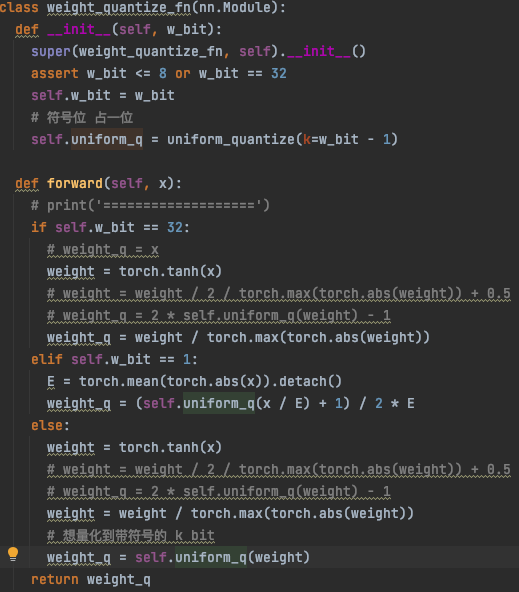 class weight_quantize_fn(nn.Module):
  def __init__(self, w_bit):
    super(weight_quantize_fn, self).__init__()
    assert w_bit <= 8 or w_bit == 32
    self.w_bit = w_bit
    # 符号位 占一位
    self.uniform_q = uniform_quantize(k=w_bit - 1)

  def forward(self, x):
    # print('===================')
    if self.w_bit == 32:
      # weight_q = x
      weight = torch.tanh(x)
      # weight = weight / 2 / torch.max(torch.abs(weight)) + 0.5
      # weight_q = 2 * self.uniform_q(weight) - 1
      weight_q = weight / torch.max(torch.abs(weight))
    elif self.w_bit == 1:
      E = torch.mean(torch.abs(x)).detach()
      weight_q = (self.uniform_q(x / E) + 1) / 2 * E
    else:
      weight = torch.tanh(x)
      # weight = weight / 2 / torch.max(torch.abs(weight)) + 0.5
      # weight_q = 2 * self.uniform_q(weight) - 1
      weight = weight / torch.max(torch.abs(weight))
      # 想量化到带符号的 k bit
      weight_q = self.uniform_q(weight)
    return weight_q